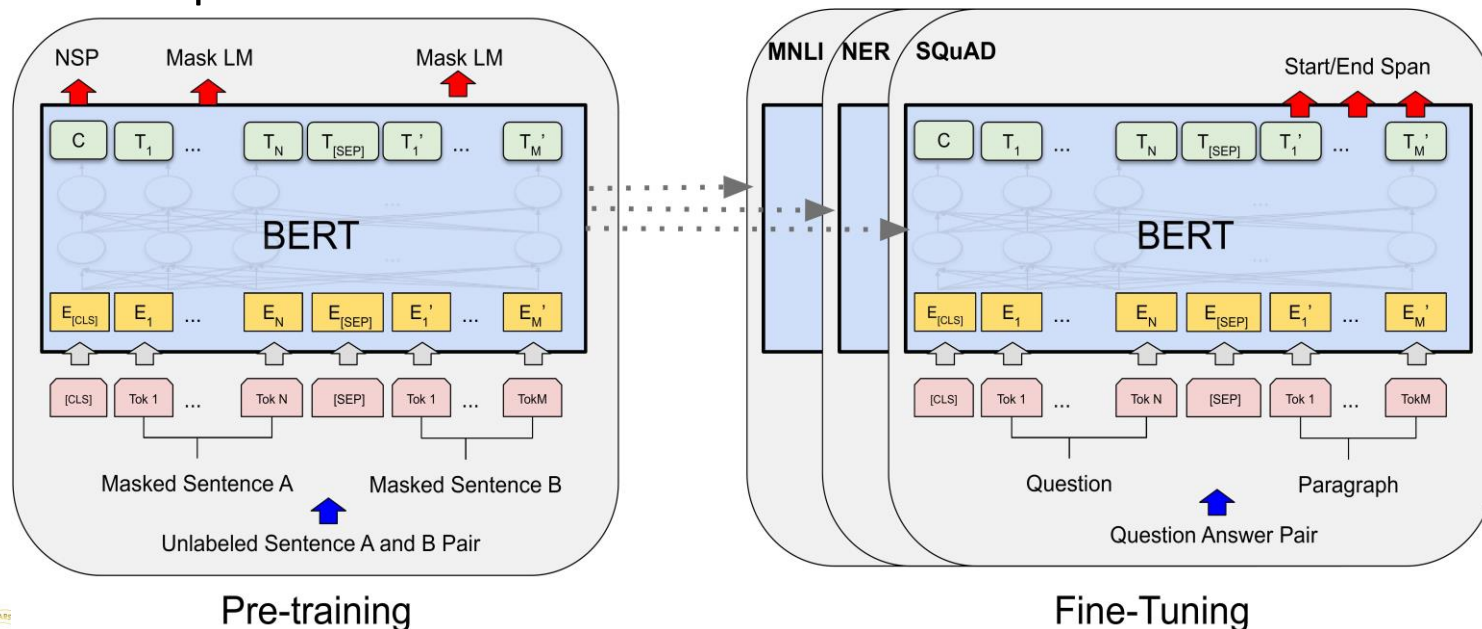 NSP Mask LM Mask LM
C T1 ... TN T[SEP] T1' ... TM'
...
BERT
...
E[CLS] E1 ... EN E[SEP] E1' ... EM'
[CLS] Tok 1 ... Tok N [SEP] Tok 1 ... TokM
Masked Sentence A Masked Sentence B
Unlabeled Sentence A and B Pair
Pre-training
MNLI NER SQuAD
Start/End Span
C T1 ... TN T[SEP] T1' ... TM'
...
BERT
...
E[CLS] E1 ... EN E[SEP] E1' ... EM'
[CLS] Tok 1 ... Tok N [SEP] Tok 1 ... TokM
Question Paragraph
Question Answer Pair
Fine-Tuning